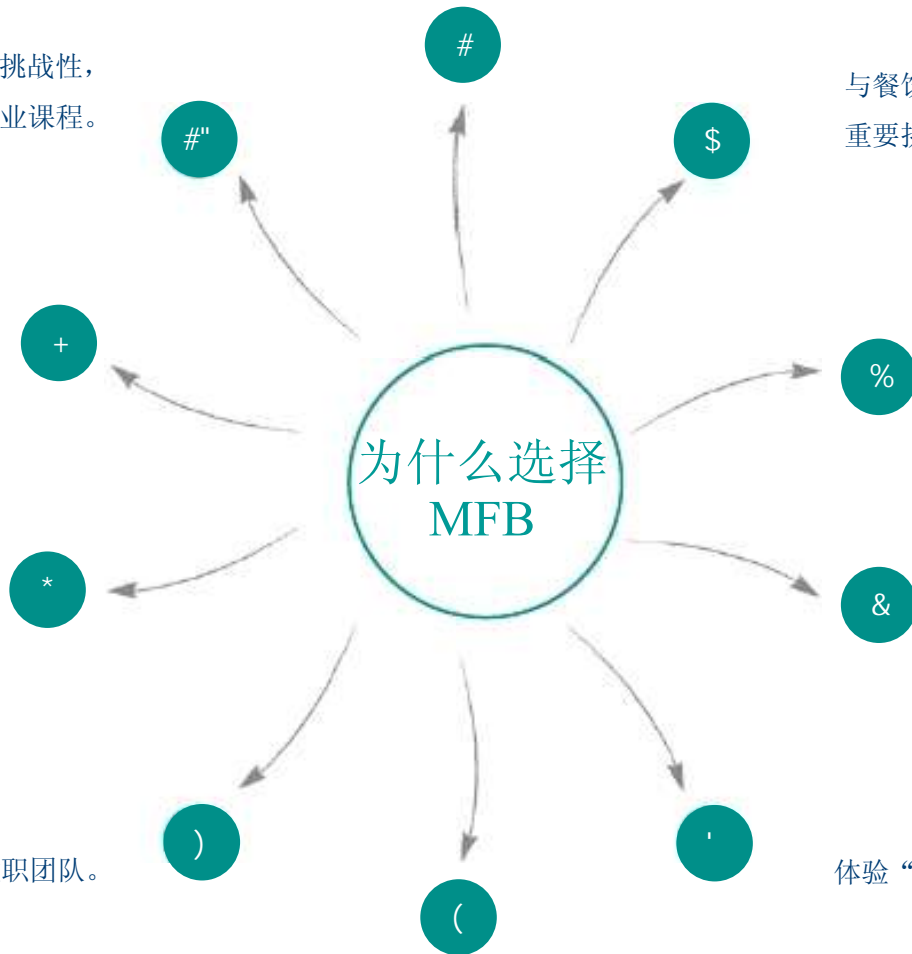 #
挑战性，
业课程。
#"
$
与餐饮
重要
+
%
为什么选择
MFB
*
&
)
职团队。
'
体验“
(